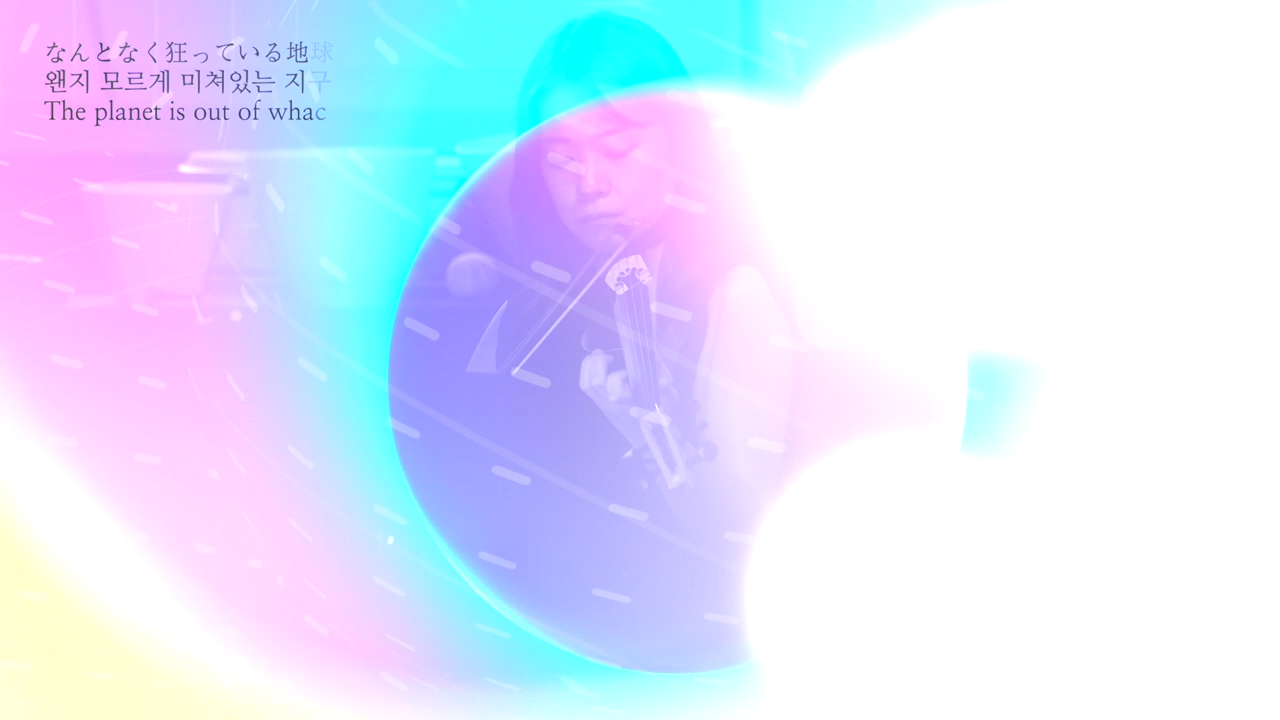 なんとなく狂っている地球
왠지 모르게 미쳐있는 지구
The planet is out of whac